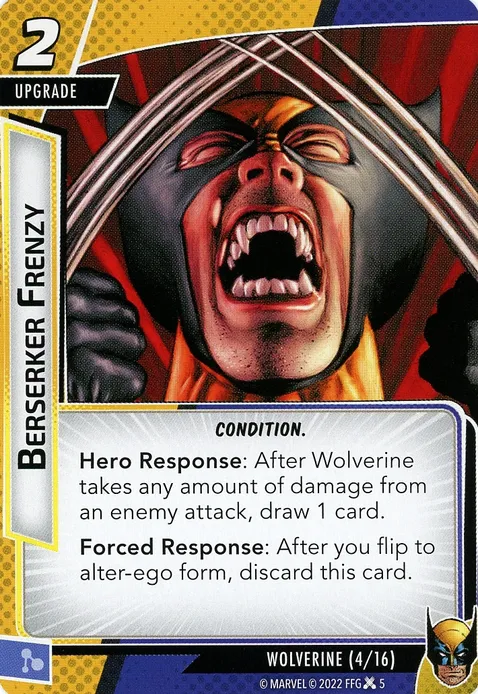 2
UPGRADE
BERSERKER FRENZY
CONDITION.
Hero Response: After Wolverine
takes any amount of damage from
an enemy attack, draw 1 card.
Forced Response: After you flip to
alter-ego form, discard this card.
WOLVERINE (4/16)
© MARVEL © 2022 FFG 5